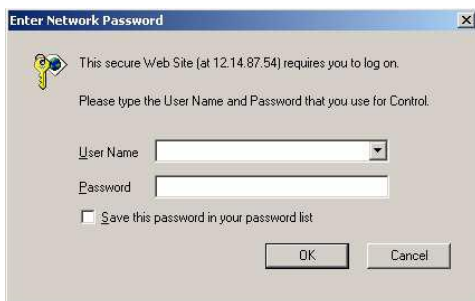 Enter Network Password
This secure Web Site (at 12.14.87.54) requires you to log on.
Please type the User Name and Password that you use for Control.
User Name
Password
Save this password in your password list
OK Cancel